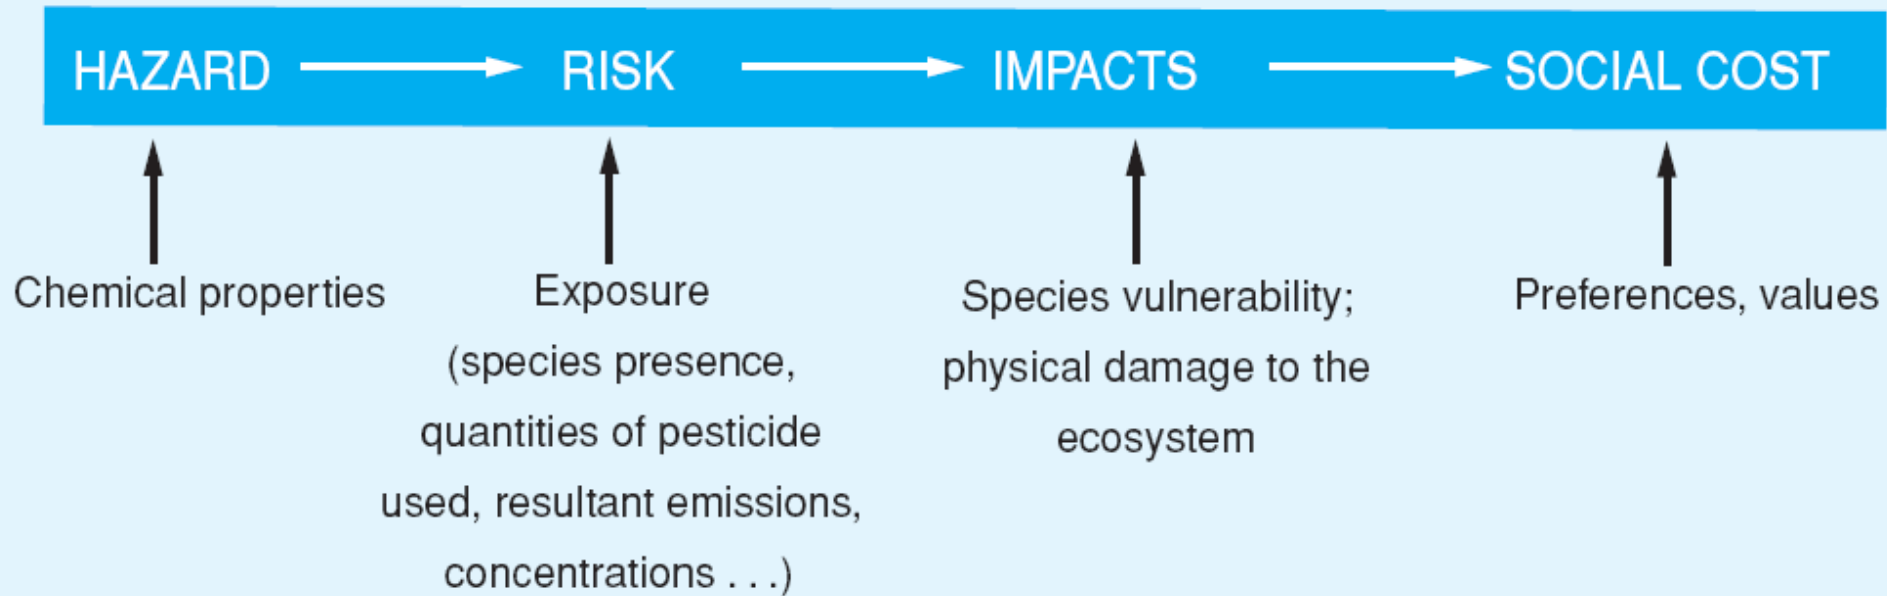 HAZARD
RISK
IMPACTS
SOCIAL COST
Chemical properties
Exposure
(species presence,
quantities of pesticide
used, resultant emissions,
concentrations . . .)
Species vulnerability;
physical damage to the
ecosystem
Preferences, values